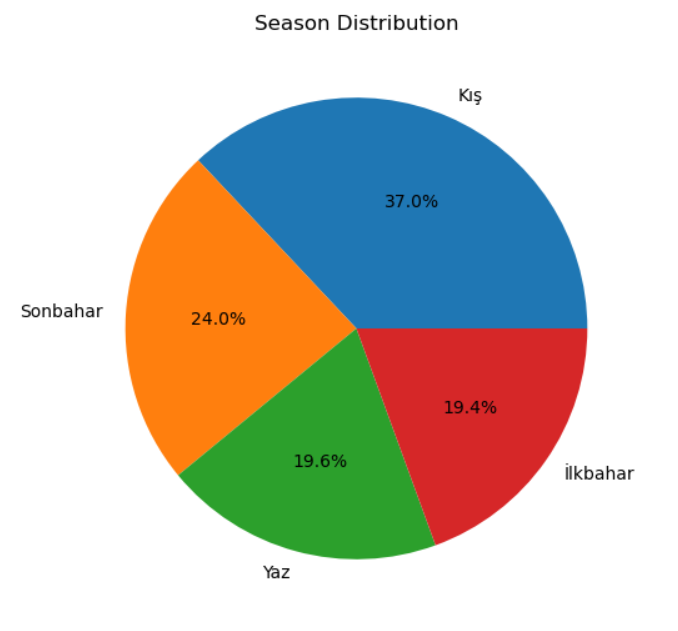 Season Distribution
Kış
37.0%
Sonbahar
24.0%
19.4%
19.6%
İlkbahar
Yaz